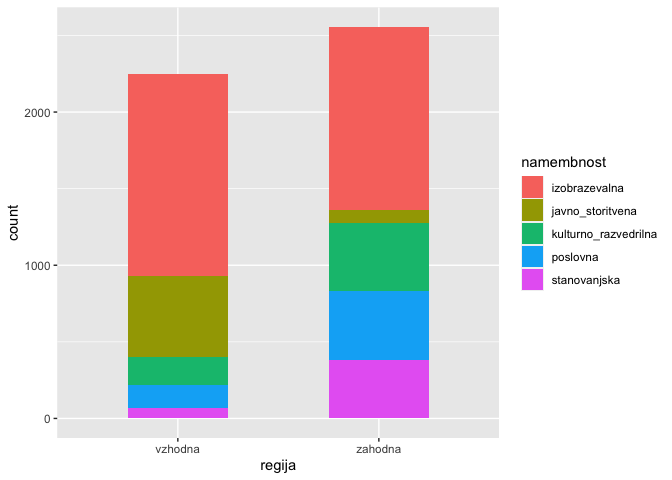 2000
1000
0
count
vzhodna
zahodna
regija
namembnost
izobrazevalna
javno_storitvena
kulturno_razvedrilna
poslovna
stanovanjska